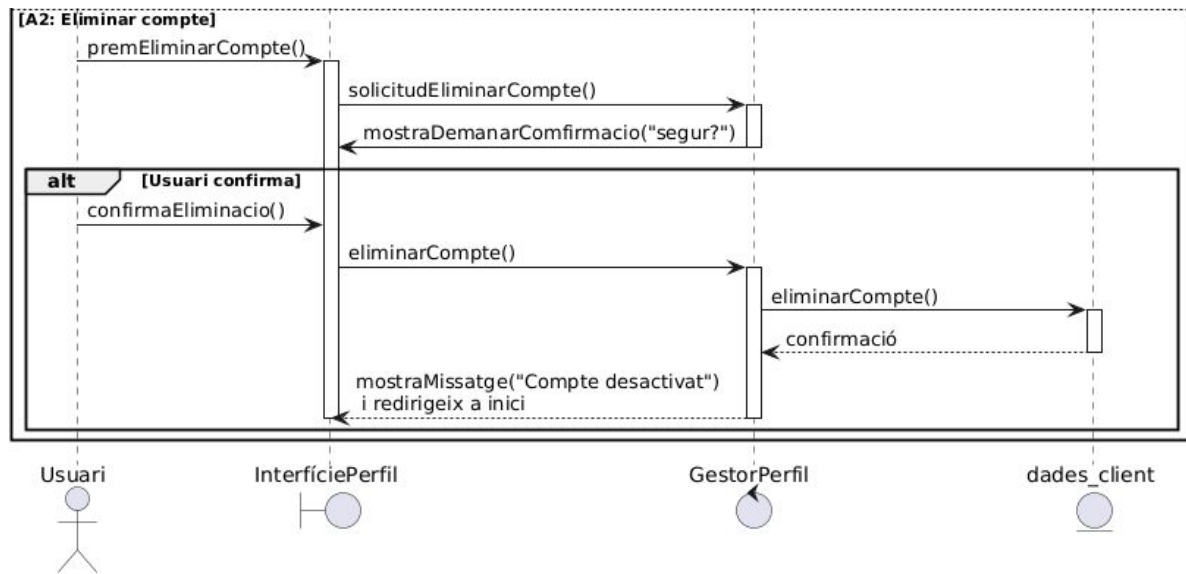 [A2: Eliminar compte]
premEliminarCompte()
solicitudEliminarCompte()
mostraDemanarComfirmacio("segur?")
alt [Usuari confirma]
confirmaEliminacio()
eliminarCompte()
eliminarCompte()
confirmació
mostraMissatge("Compte desactivat")
i redirigeix a inici
Usuari InterfíciePerfil GestorPerfil dades_client